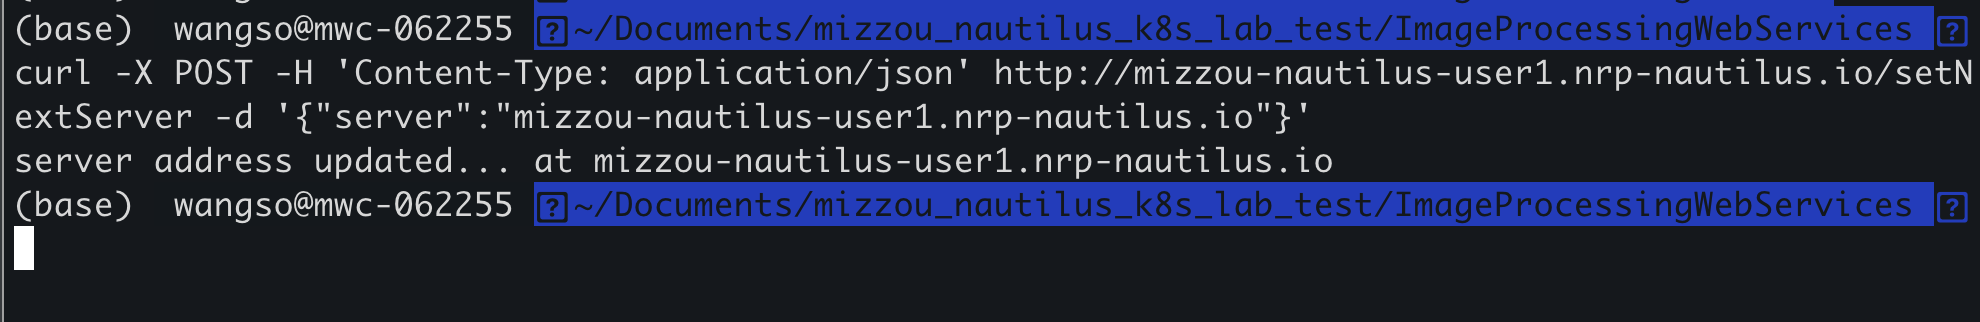 (base) wangso@mwc-062255 ~/Documents/mizzou_nautilus_k8s_lab_test/ImageProcessingWebServices
curl -X POST -H 'Content-Type: application/json' http://mizzou-nautilus-user1.nrp-nautilus.io/setN
extServer -d '{"server":"mizzou-nautilus-user1.nrp-nautilus.io"}'
server address updated... at mizzou-nautilus-user1.nrp-nautilus.io
(base) wangso@mwc-062255 ~/Documents/mizzou_nautilus_k8s_lab_test/ImageProcessingWebServices